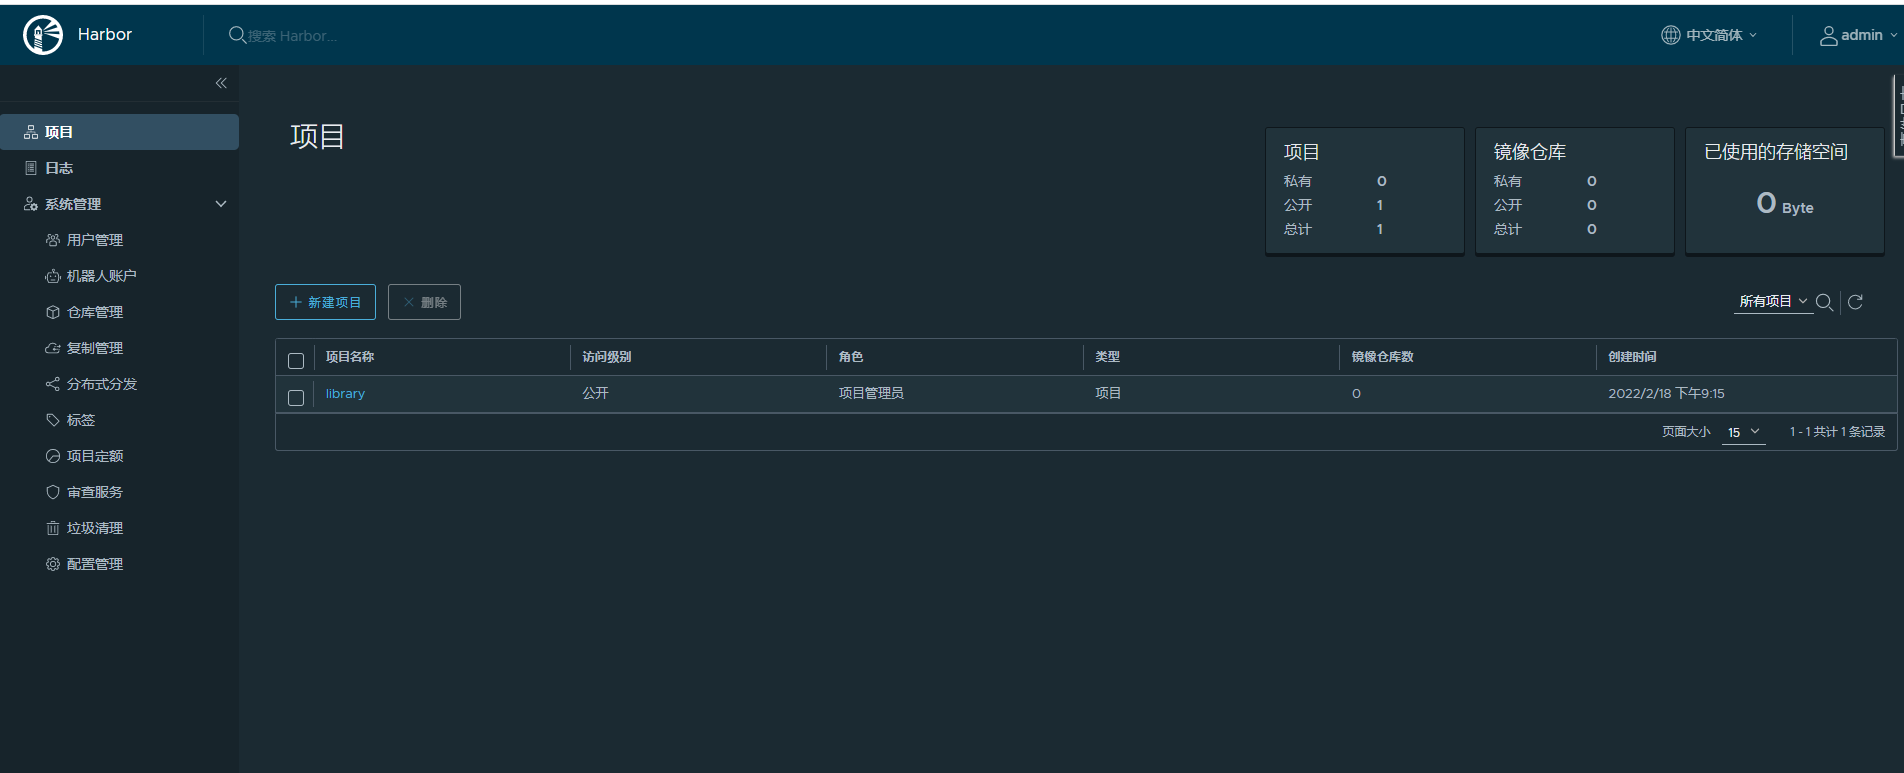 Harbor
搜索 Harbor...
中文简体
admin
项目
日志
系统管理
用户管理
机器人账户
仓库管理
复制管理
分布式分发
标签
项目定额
审查服务
垃圾清理
配置管理
项目
项目
私有 0
公开 1
总计 1
镜像仓库
私有 0
公开 0
总计 0
已使用的存储空间
0 Byte
新建项目
删除
所有项目
项目名称 访问级别 角色 类型 镜像仓库数 创建时间
library 公开 项目管理员 项目 0 2022/2/18 下午9:15
页面大小 15 1 - 1 共计 1 条记录